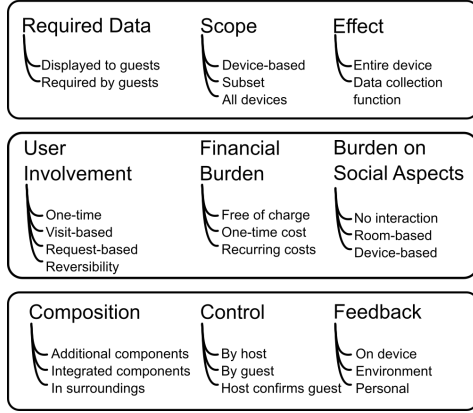 Required Data
Displayed to guests
Required by guests
Scope
Device-based
Subset
All devices
Effect
Entire device
Data collection
function
User
Involvement
One-time
Visit-based
Request-based
Reversibility
Financial
Burden
Free of charge
One-time cost
Recurring costs
Burden on
Social Aspects
No interaction
Room-based
Device-based
Composition
Additional components
Integrated components
In surroundings
Control
By host
By guest
Host confirms guest
Feedback
On device
Environment
Personal